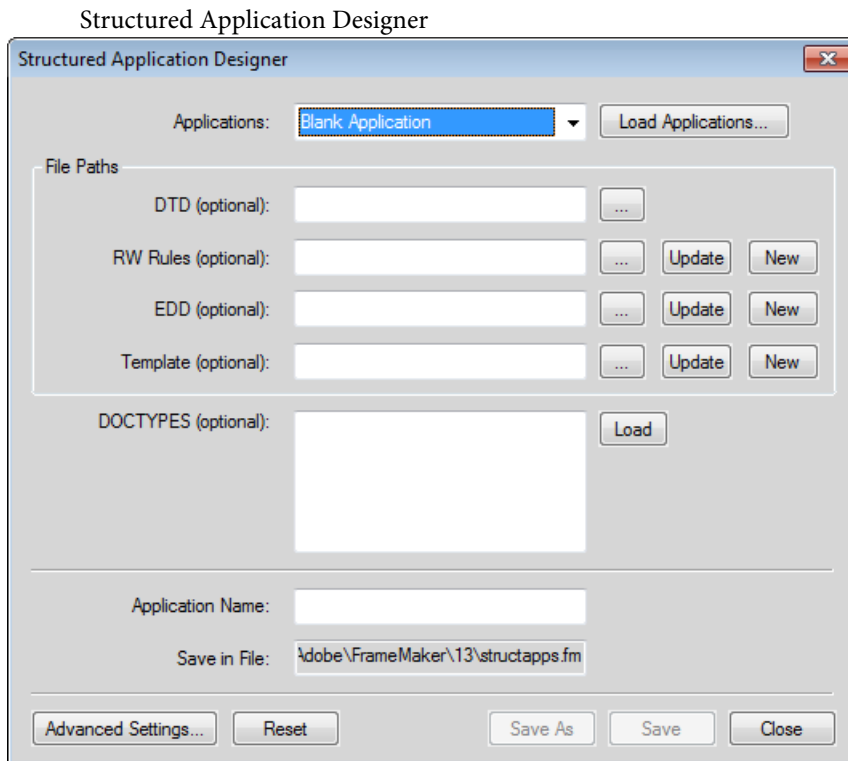 Structured Application Designer
Structured Application Designer
Applications: Blank Application Load Applications...
File Paths
DTD (optional): ...
RW Rules (optional): ... Update New
EDD (optional): ... Update New
Template (optional): ... Update New
DOCTYPES (optional): Load
Application Name:
Save in File: Adobe\FrameMaker\13\structapps.fm
Advanced Settings... Reset Save As Save Close